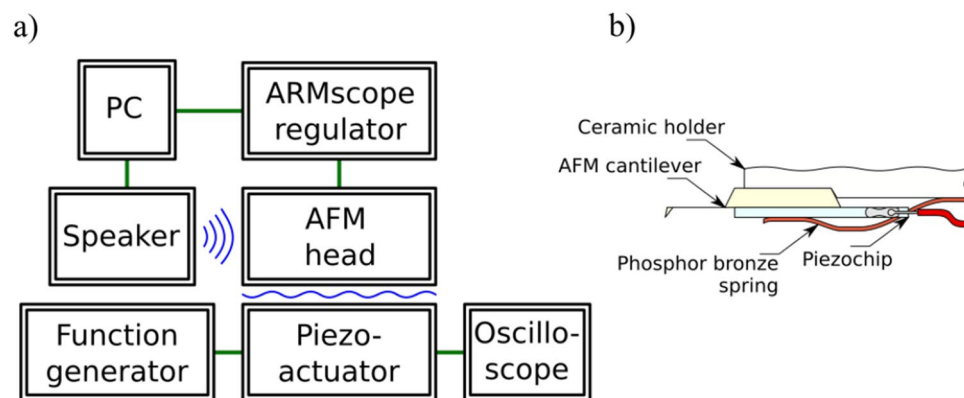 a)
PC
ARMscope
regulator
Speaker
AFM
head
Function
generator
Piezo-
actuator
Oscillo-
scope
b)
Ceramic holder
AFM cantilever
Phosphor bronze
spring
Piezochip